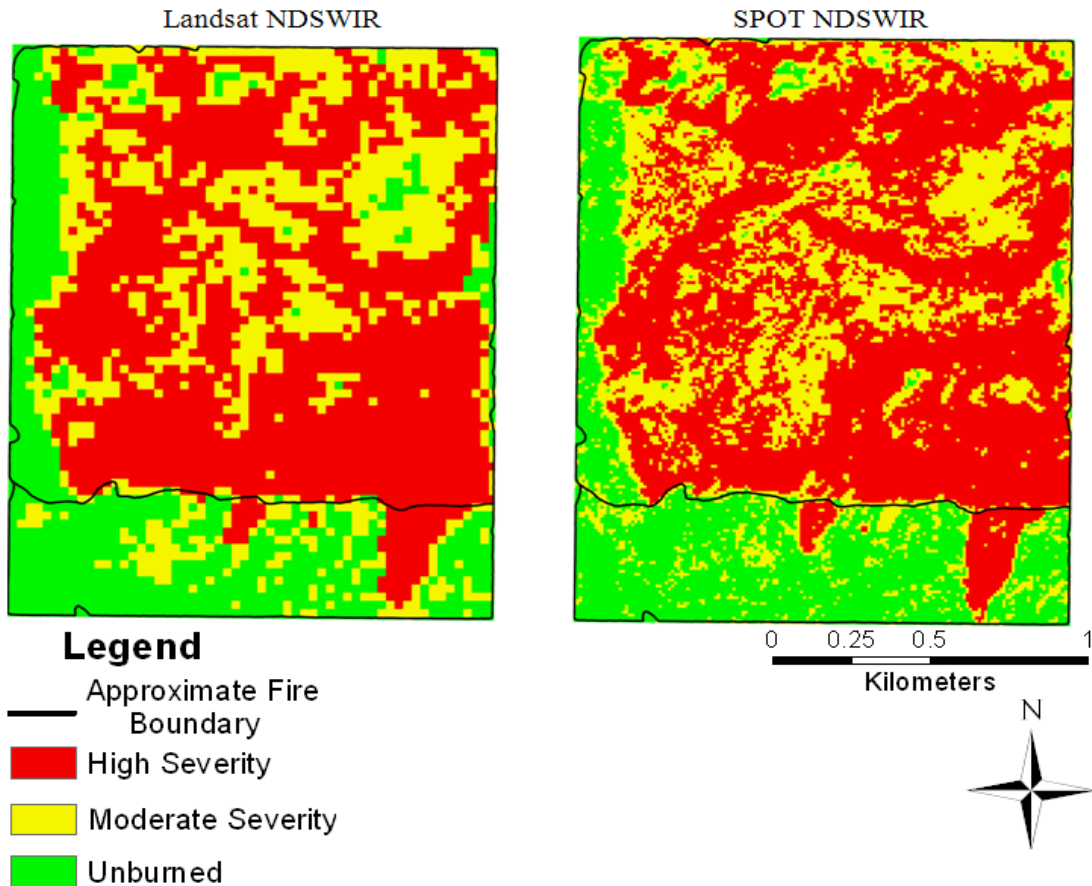 Landsat NDSWIR
SPOT NDSWIR
Legend
Approximate Fire
Boundary
High Severity
Moderate Severity
Unburned
0 0.25 0.5 1
Kilometers
N